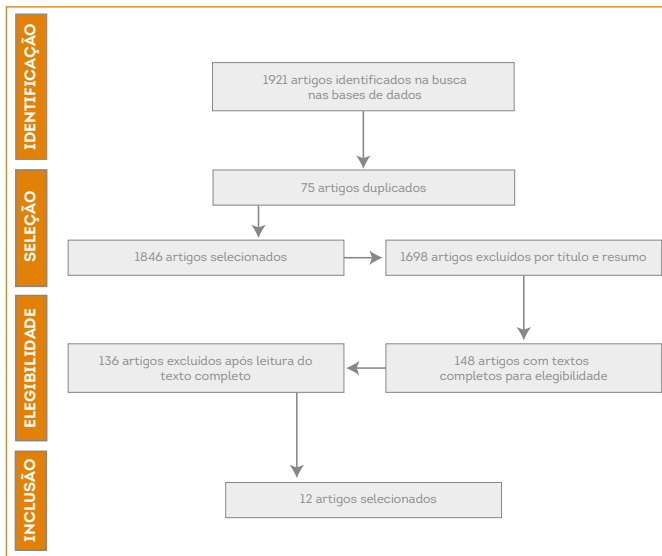 IDENTIFICAÇÃO
1921 artigos identificados na busca
nas bases de dados
SELEÇÃO
75 artigos duplicados
1846 artigos selecionados
1698 artigos excluídos por título e resumo
ELEGIBILIDADE
136 artigos excluídos após leitura do
texto completo
148 artigos com textos
completos para elegibilidade
INCLUSÃO
12 artigos selecionados